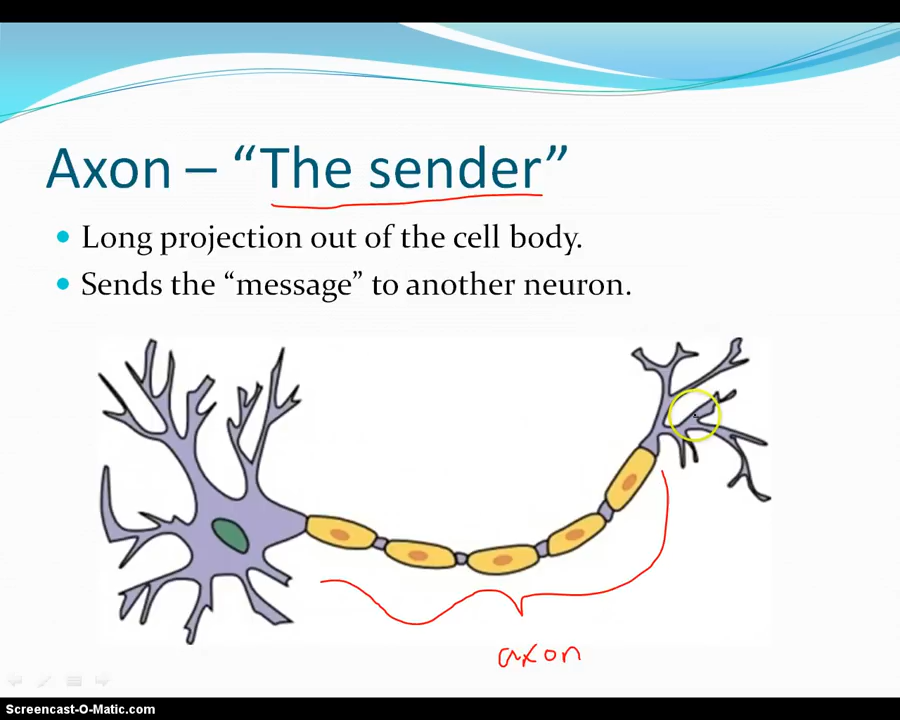 Axon – “The sender”
• Long projection out of the cell body.
• Sends the “message” to another neuron.
axon
Screencast-O-Matic.com